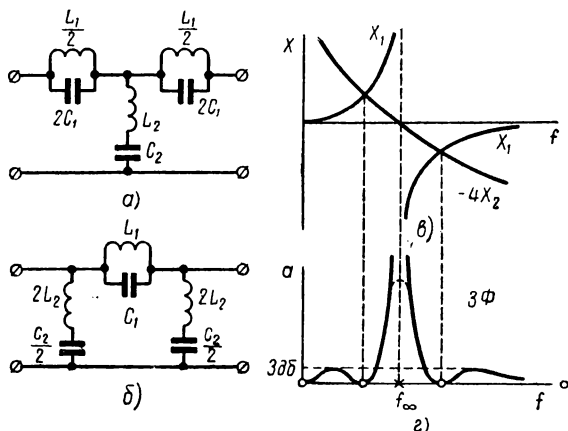 L₁/2
L₁/2
2C₁
2C₁
L₂
C₂
а)
L₁
C₁
2L₂
2L₂
C₂/2
C₂/2
б)
X
X₁
X₁
f
-4X₂
в)
а
ЗФ
3дб
f∞
f
∞
г)